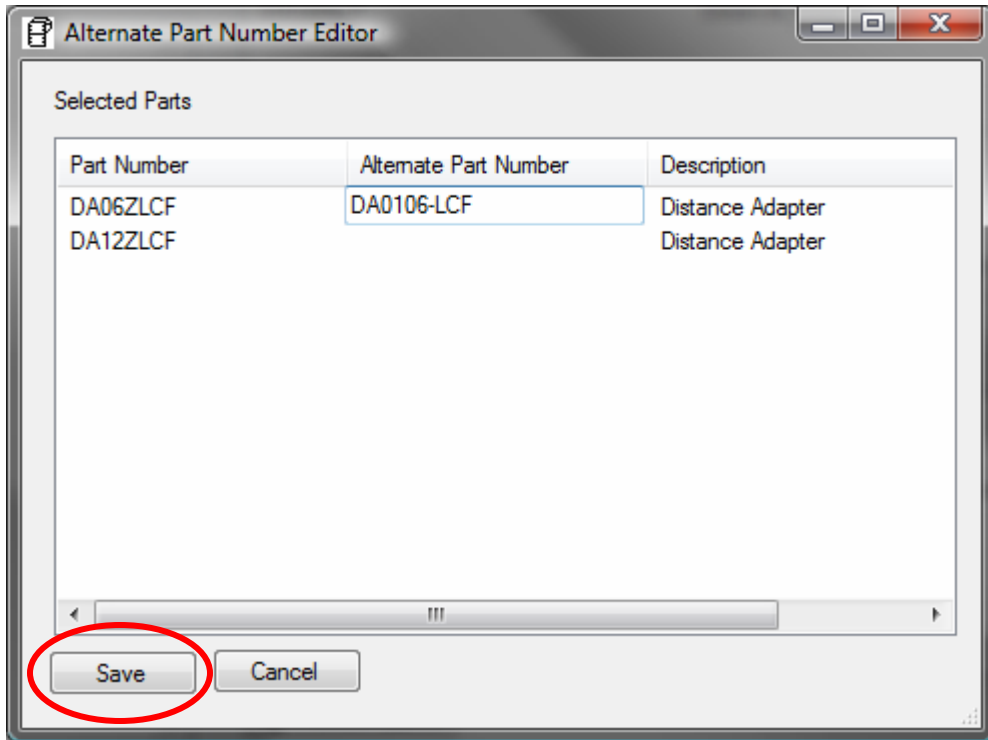 Alternate Part Number Editor
Selected Parts
Part Number Alternate Part Number Description
DA06ZLCF DA0106-LCF Distance Adapter
DA12ZLCF Distance Adapter
Save Cancel